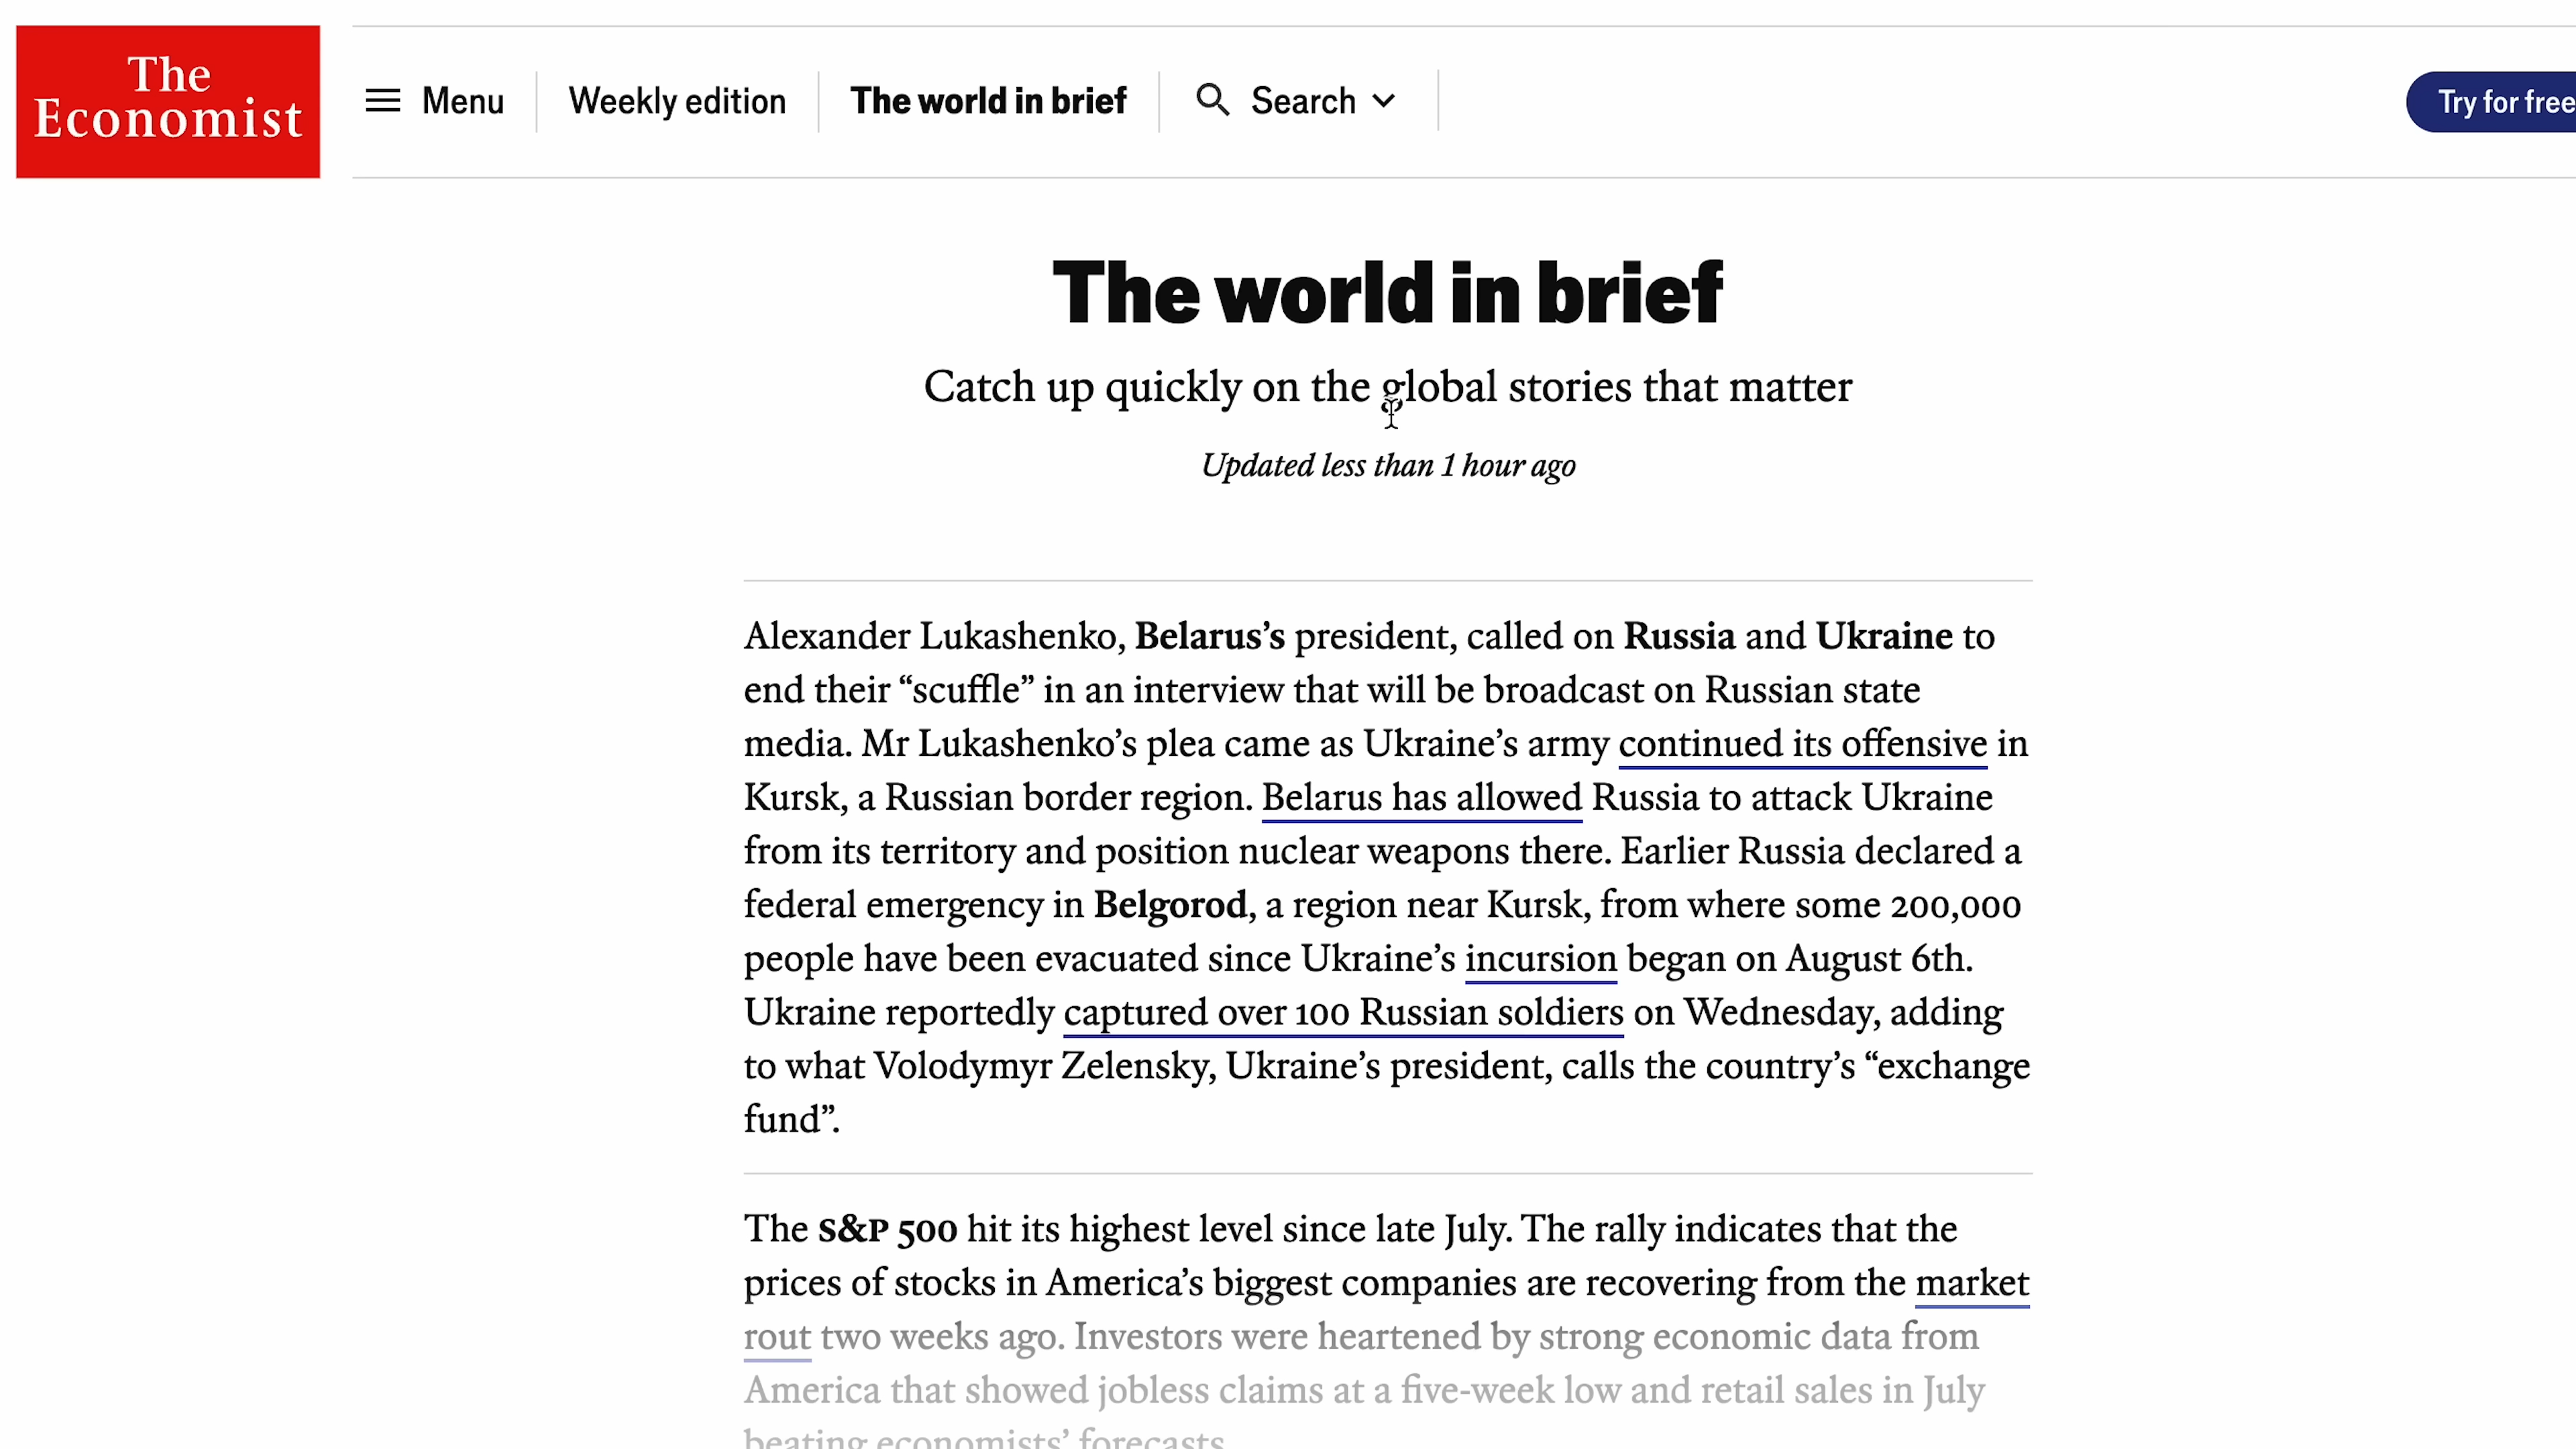 The
Economist
Menu
Weekly edition
The world in brief
Search
Try for free
The world in brief
Catch up quickly on the global stories that matter
Updated less than 1 hour ago
Alexander Lukashenko, Belarus’s president, called on Russia and Ukraine to
end their “scuffle” in an interview that will be broadcast on Russian state
media. Mr Lukashenko’s plea came as Ukraine’s army continued its offensive in
Kursk, a Russian border region. Belarus has allowed Russia to attack Ukraine
from its territory and position nuclear weapons there. Earlier Russia declared a
federal emergency in Belgorod, a region near Kursk, from where some 200,000
people have been evacuated since Ukraine’s incursion began on August 6th.
Ukraine reportedly captured over 100 Russian soldiers on Wednesday, adding
to what Volodymyr Zelensky, Ukraine’s president, calls the country’s “exchange
fund”.
The S&P 500 hit its highest level since late July. The rally indicates that the
prices of stocks in America’s biggest companies are recovering from the market
rout two weeks ago. Investors were heartened by strong economic data from
America that showed jobless claims at a five-week low and retail sales in July
beating economists’ forecasts.